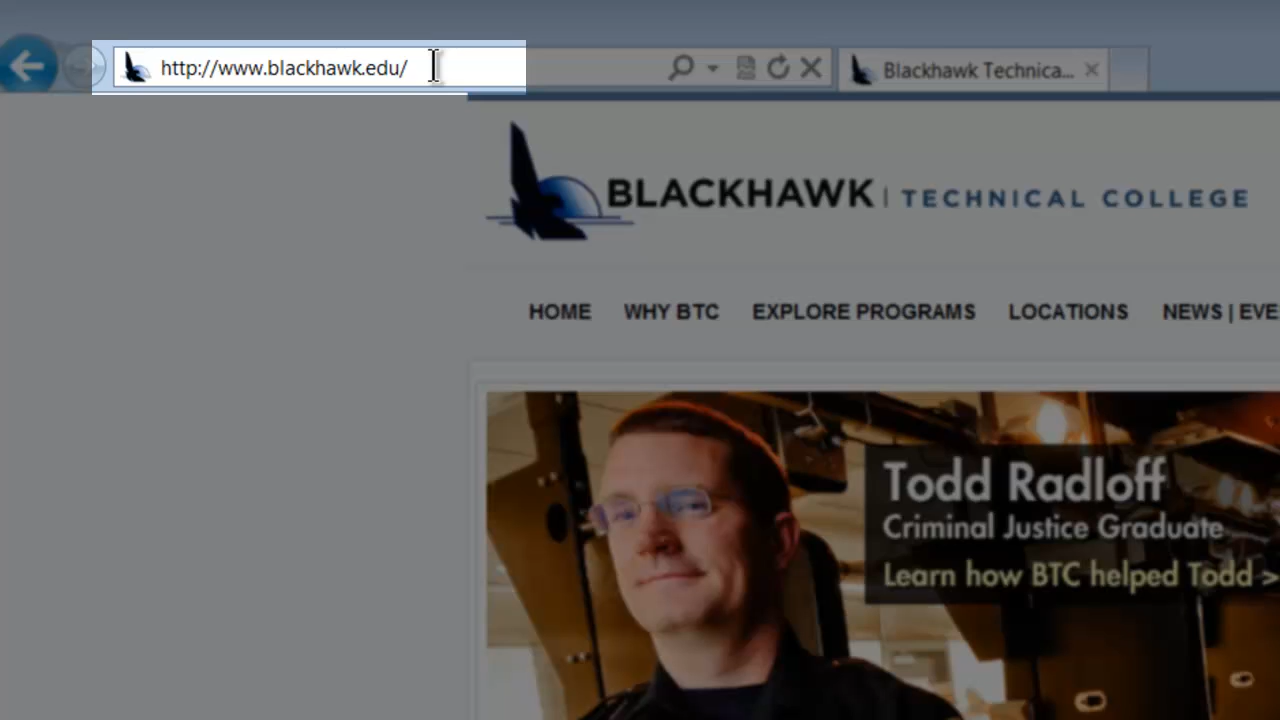 http://www.blackhawk.edu/
Blackhawk Technica...
BLACKHAWK | TECHNICAL COLLEGE
HOME WHY BTC EXPLORE PROGRAMS LOCATIONS NEWS | EVE
Todd Radloff
Criminal Justice Graduate
Learn how BTC helped Todd >